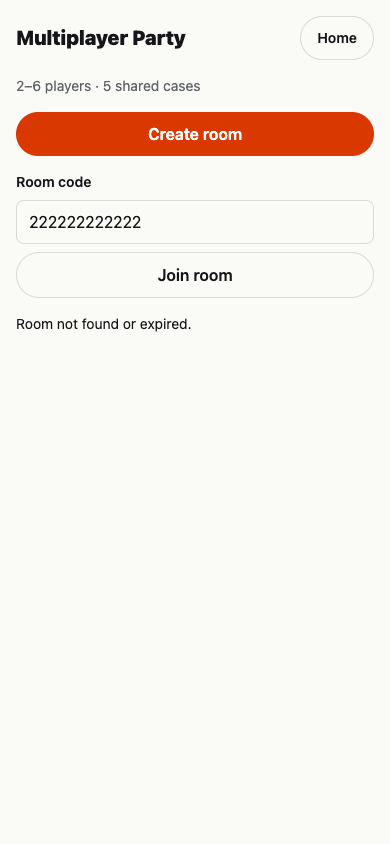 Multiplayer Party
Home
2–6 players · 5 shared cases
Create room
Room code
222222222222
Join room
Room not found or expired.